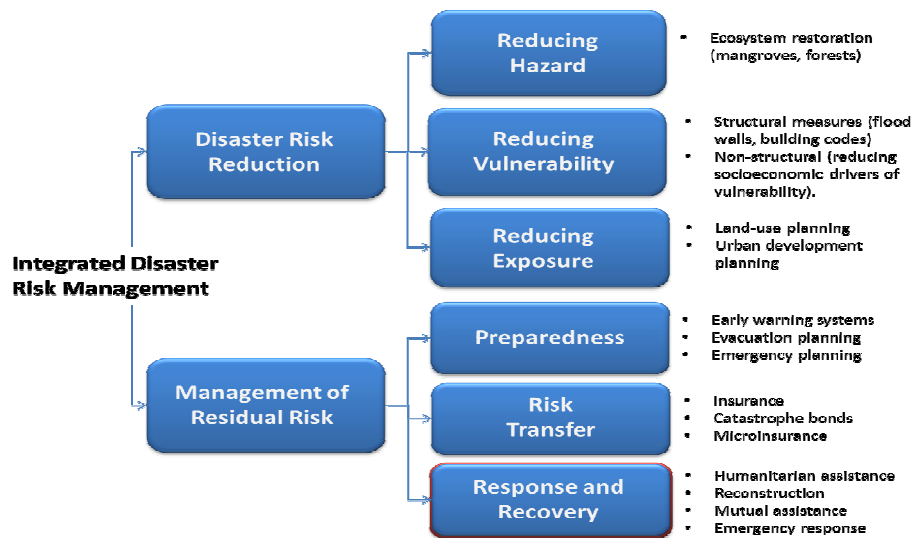 Integrated Disaster
Risk Management
Disaster Risk
Reduction
Reducing
Hazard
• Ecosystem restoration
(mangroves, forests)
Reducing
Vulnerability
• Structural measures (flood
walls, building codes)
• Non-structural (reducing
socioeconomic drivers of
vulnerability).
Reducing
Exposure
• Land-use planning
• Urban development
planning
Management of
Residual Risk
Preparedness
• Early warning systems
• Evacuation planning
• Emergency planning
Risk
Transfer
• Insurance
• Catastrophe bonds
• Microinsurance
Response and
Recovery
• Humanitarian assistance
• Reconstruction
• Mutual assistance
• Emergency response